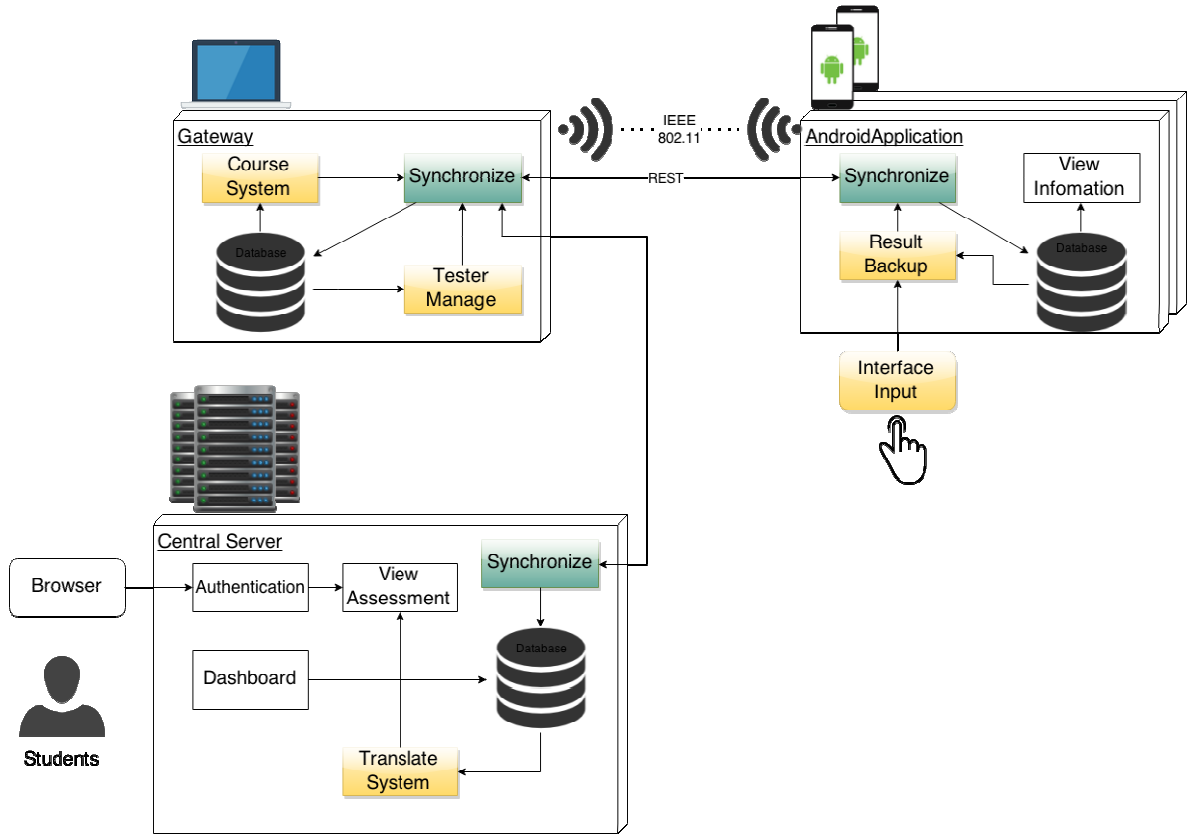 Gateway
Course
System
Synchronize
Database
Tester
Manage
IEEE
802.11
REST
AndroidApplication
Synchronize
View
Infomation
Result
Backup
Database
Interface
Input
Central Server
Browser
Authentication
View
Assessment
Synchronize
Database
Dashboard
Translate
System
Students